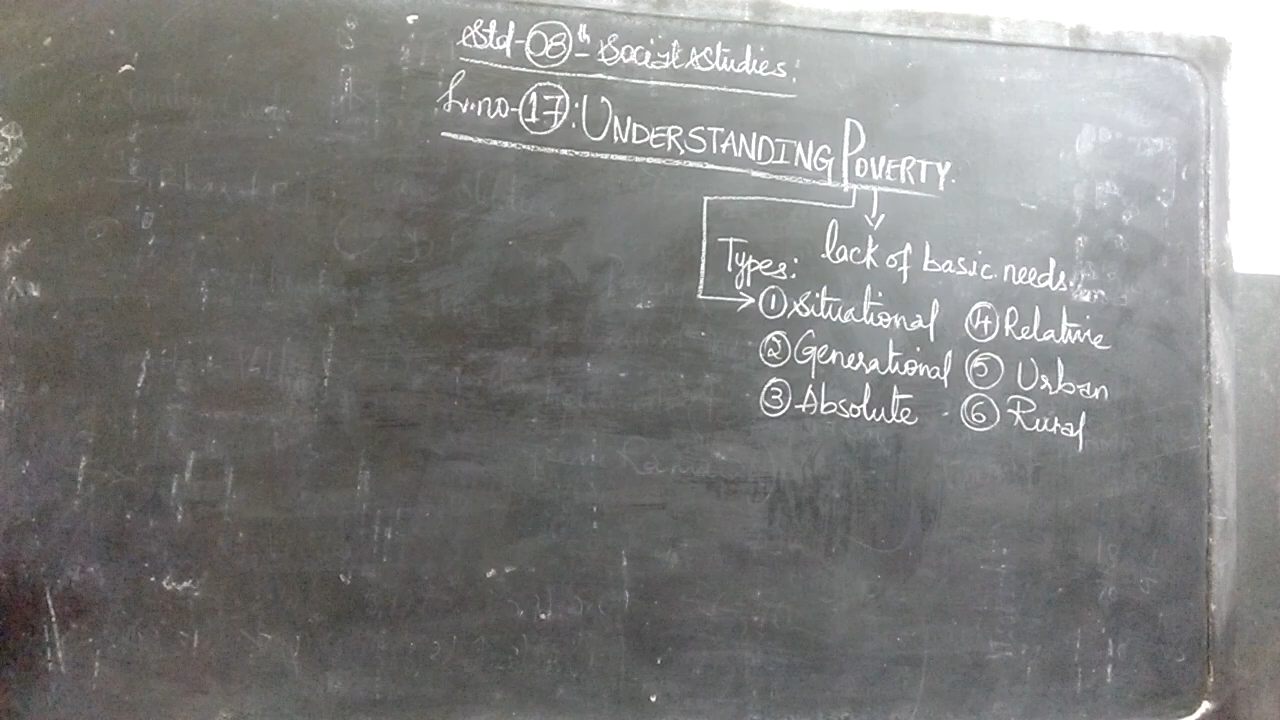 Std-08th- Social Studies.
L.no-17: UNDERSTANDING POVERTY.
lack of basic needs.
Types:
① Situational ④ Relative
② Generational ⑤ Urban
③ Absolute ⑥ Rural